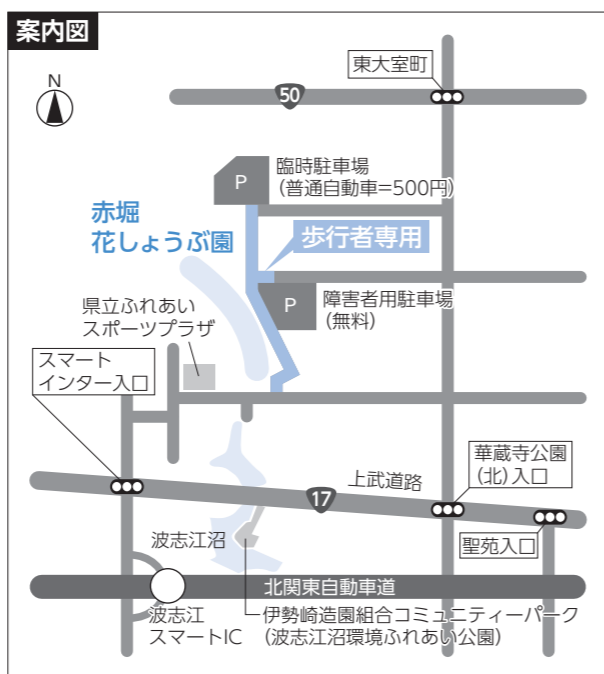 案内図
N
東大室町
50
臨時駐車場
(普通自動車=500円)
P
赤堀
花しょうぶ園
歩行者専用
P
障害者用駐車場
(無料)
県立ふれあい
スポーツプラザ
スマート
インター入口
華蔵寺公園
(北)入口
上武道路
17
聖苑入口
波志江沼
北関東自動車道
波志江
スマートIC
伊勢崎造園組合コミュニティーパーク
(波志江沼環境ふれあい公園)